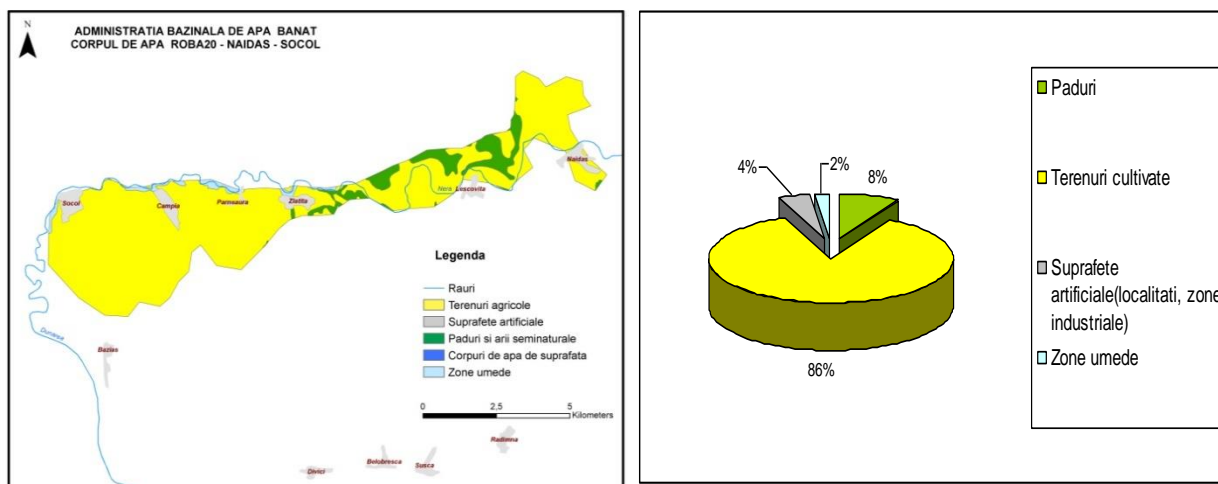 N
ADMINISTRATIA BAZINALA DE APA BANAT
CORPUL DE APA ROBA20 - NAIDAS - SOCOL
Naidas
Nera
Loscovita
Socol
Campia
Parneaura
Zlatita
Dunarea
Bazias
Legenda
Rauri
Terenuri agricole
Suprafete artificiale
Paduri si arii seminaturale
Corpuri de apa de suprafata
Zone umede
0
2,5
5
Kilometers
Radimna
Belobresca
Susca
Divici
4%
2%
8%
86%
Paduri
Terenuri cultivate
Suprafete
artificiale(localitati, zone
industriale)
Zone umede